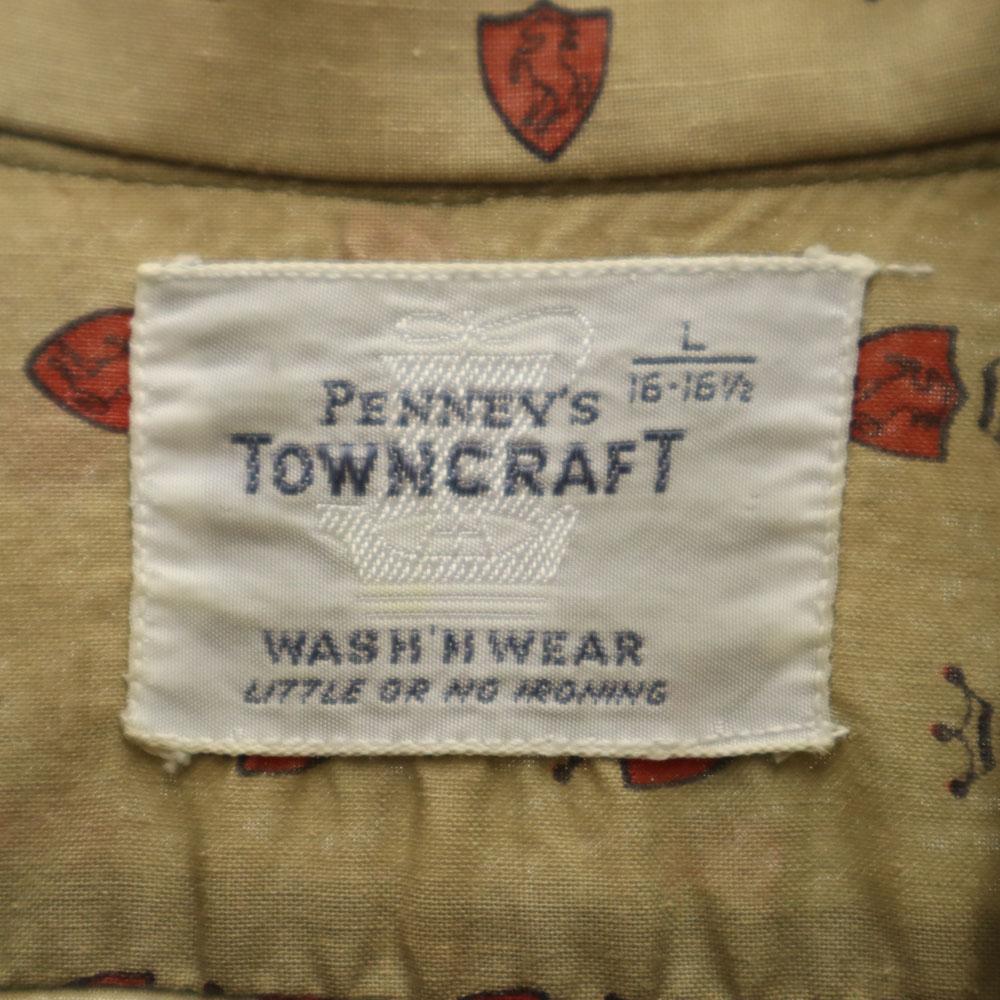 L
16-16½
PENNEY'S
TOWNCRAFT
WASH 'N WEAR
LITTLE OR NO IRONING